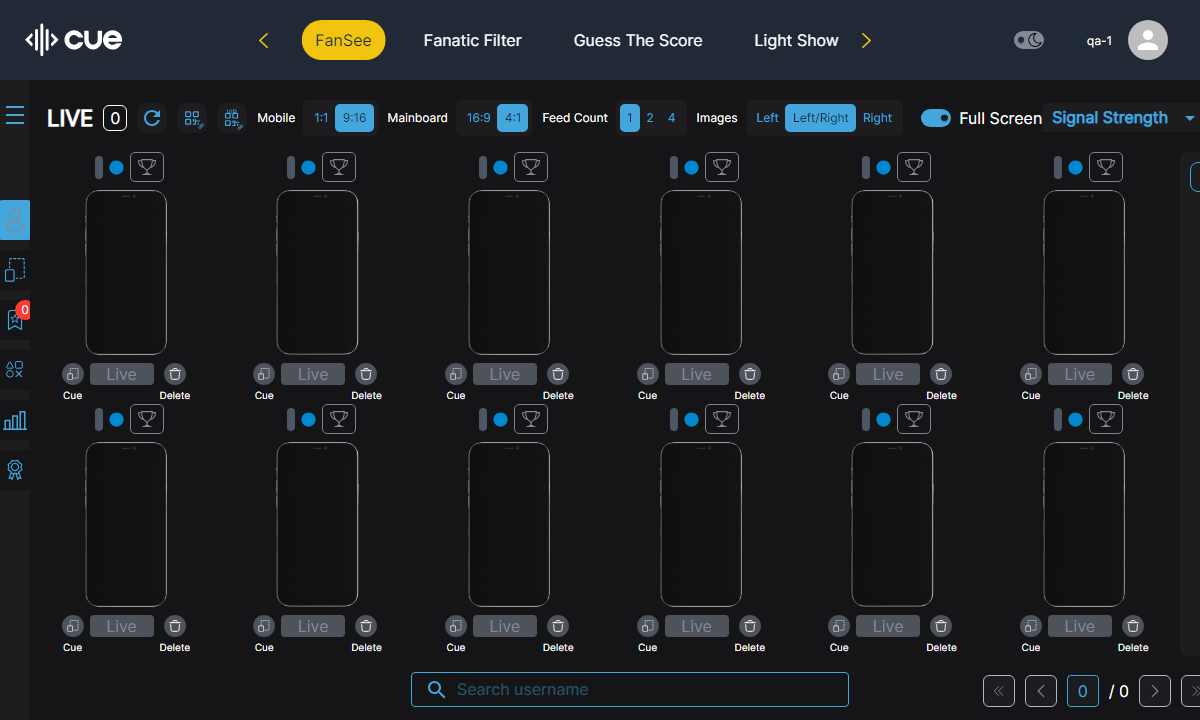 cue
FanSee
Fanatic Filter
Guess The Score
Light Show
qa-1
LIVE 0
VIP
Mobile 1:1 9:16
Mainboard 16:9 4:1
Feed Count 1 2 4
Images Left Left/Right Right
Full Screen
Signal Strength
0
Live Live Live Live Live Live
Cue Delete Cue Delete Cue Delete Cue Delete Cue Delete Cue Delete
Live Live Live Live Live Live
Cue Delete Cue Delete Cue Delete Cue Delete Cue Delete Cue Delete
Search username
0 / 0